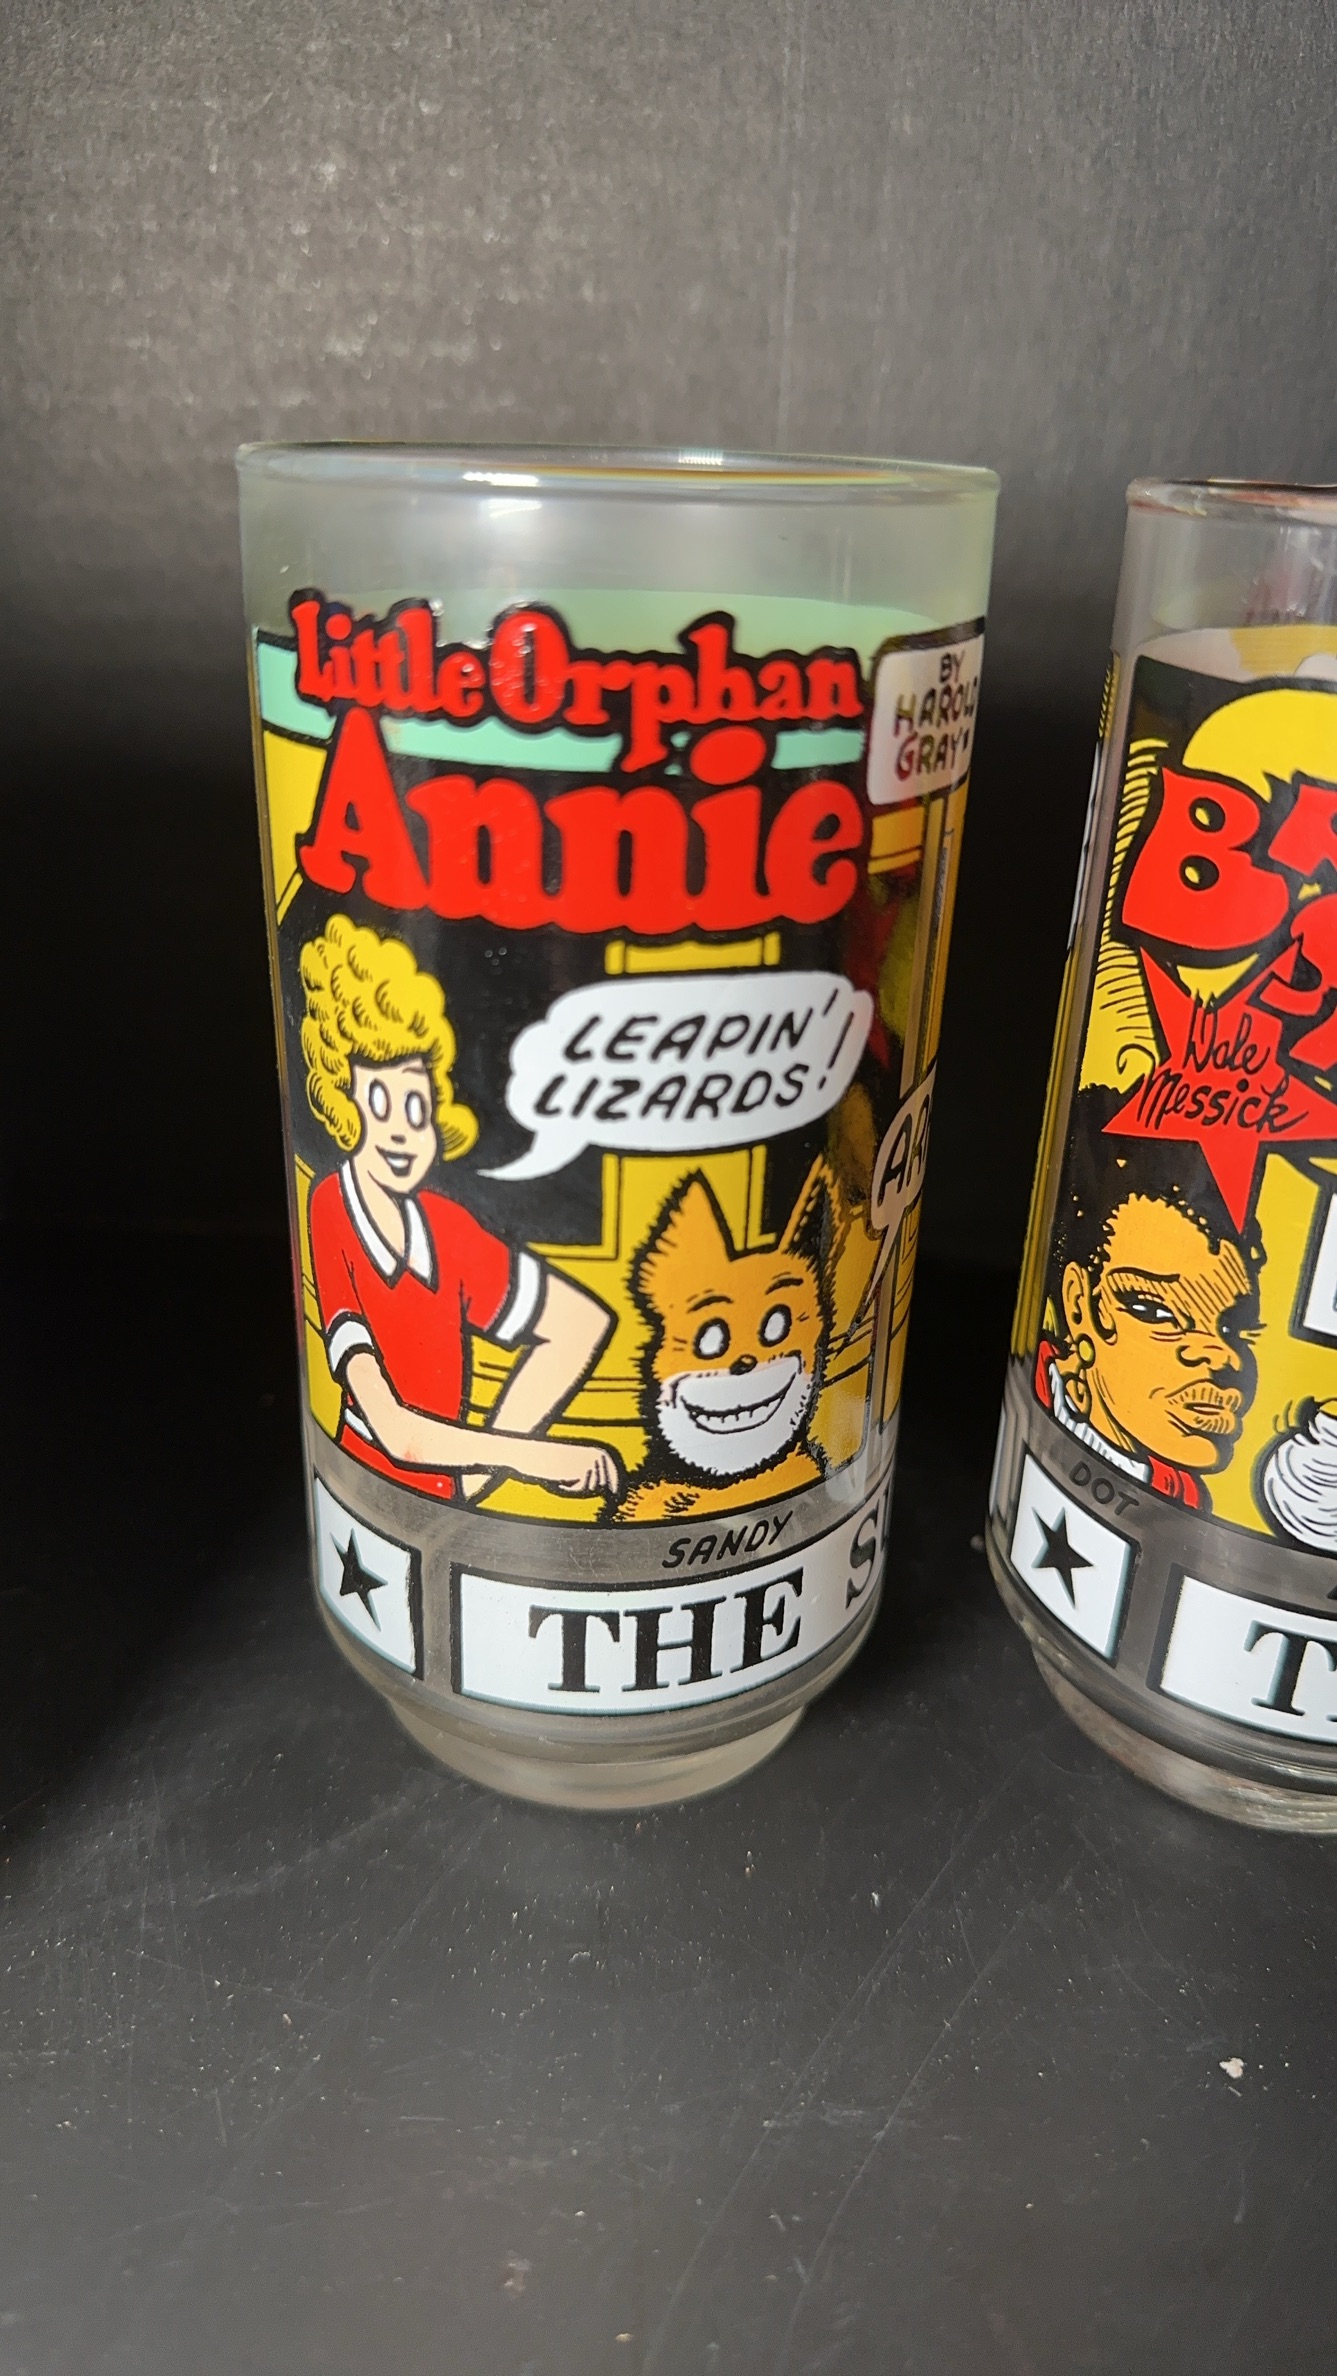 Little Orphan
Annie
BY
HAROLD
GRAY
LEAPIN'
LIZARDS!
SANDY
THE
Dale
Messick
DOT